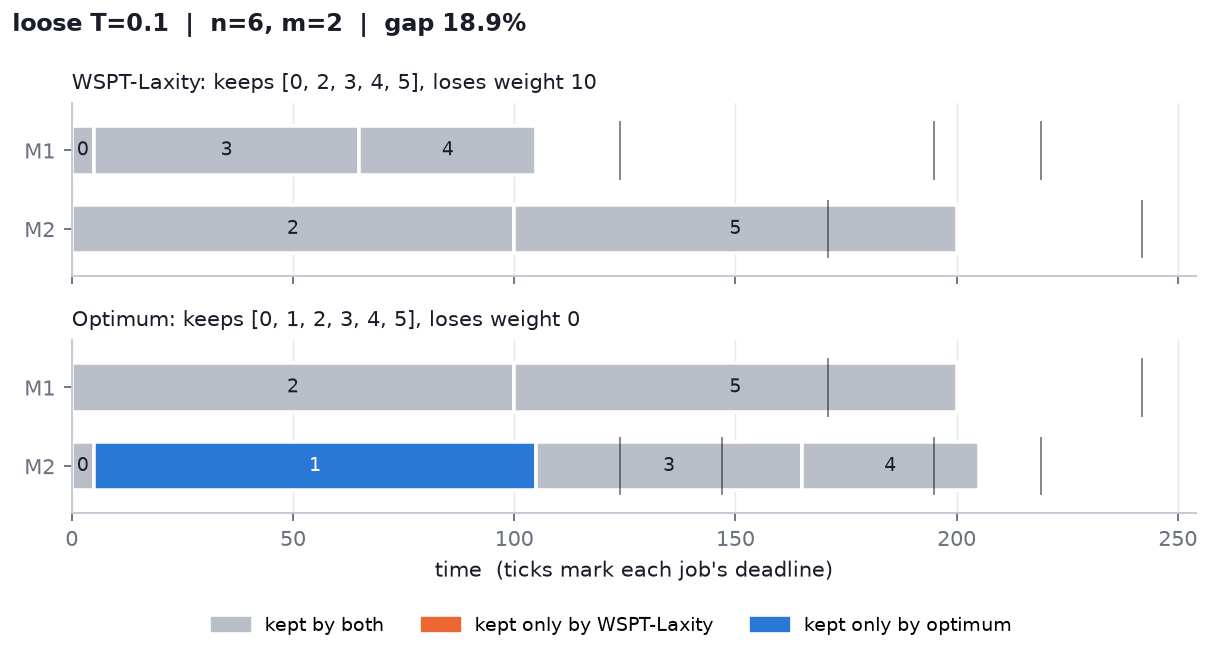 loose T=0.1 | n=6, m=2 | gap 18.9%
WSPT-Laxity: keeps [0, 2, 3, 4, 5], loses weight 10
M1 0 3 4
M2 2 5
Optimum: keeps [0, 1, 2, 3, 4, 5], loses weight 0
M1 2 5
M2 0 1 3 4
0 50 100 150 200 250
time (ticks mark each job's deadline)
kept by both kept only by WSPT-Laxity kept only by optimum